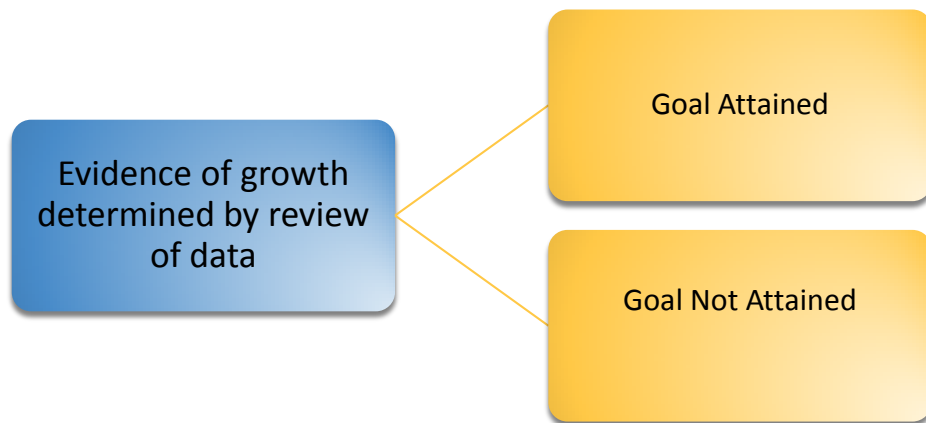 Evidence of growth
determined by review
of data
Goal Attained
Goal Not Attained